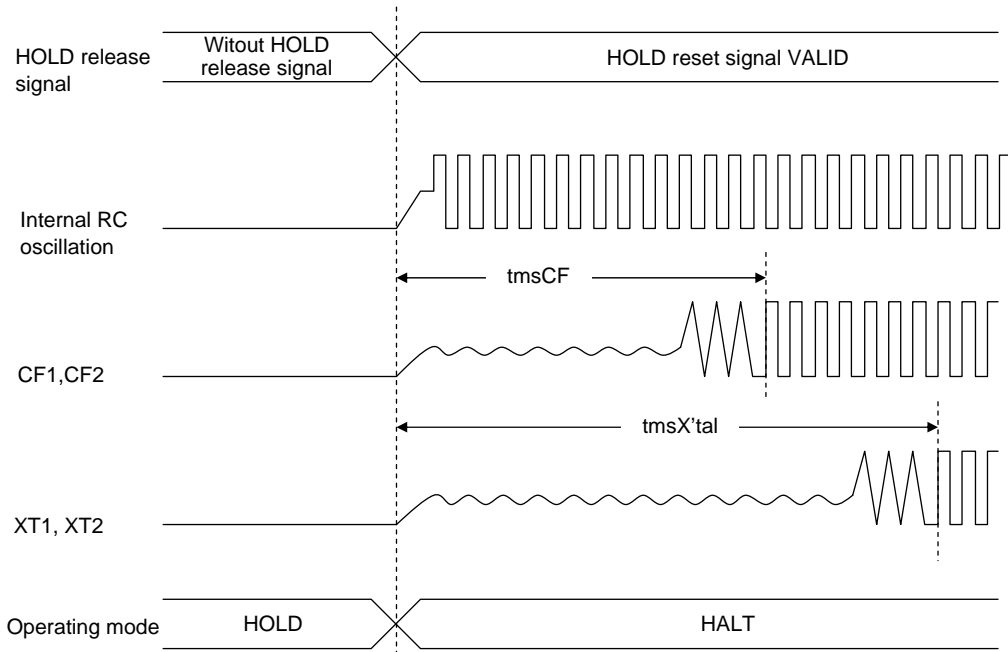 HOLD release
signal
Witout HOLD
release signal
HOLD reset signal VALID
Internal RC
oscillation
tmsCF
CF1,CF2
tmsX'tal
XT1, XT2
Operating mode
HOLD
HALT